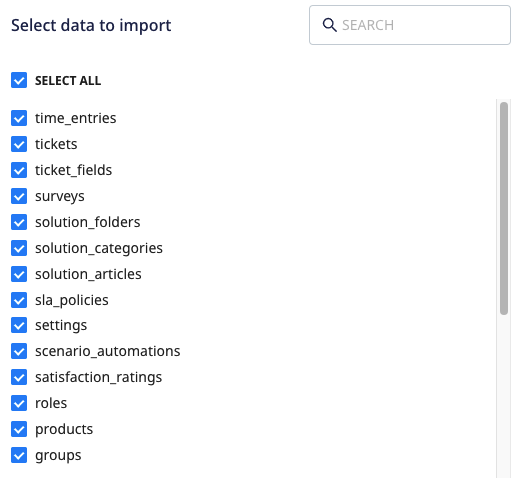 Select data to import
SEARCH
SELECT ALL
time_entries
tickets
ticket_fields
surveys
solution_folders
solution_categories
solution_articles
sla_policies
settings
scenario_automations
satisfaction_ratings
roles
products
groups